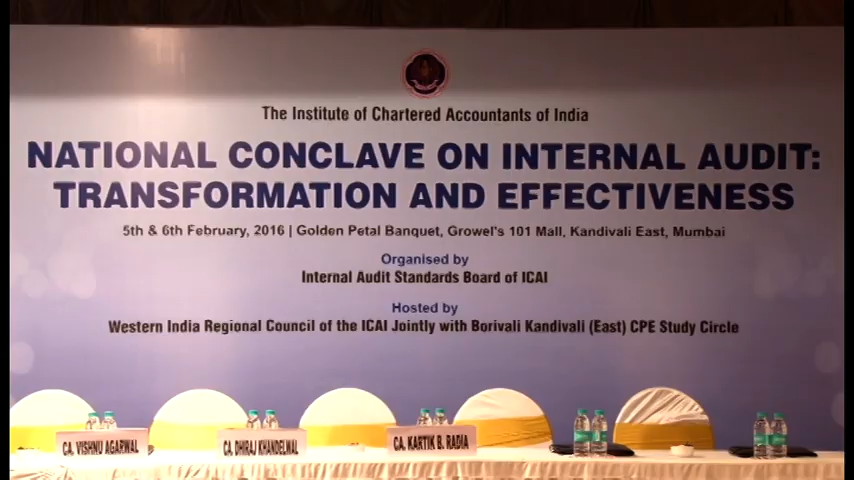 The Institute of Chartered Accountants of India
NATIONAL CONCLAVE ON INTERNAL AUDIT:
TRANSFORMATION AND EFFECTIVENESS
5th & 6th February, 2016 | Golden Petal Banquet, Growel's 101 Mall, Kandivali East, Mumbai
Organised by
Internal Audit Standards Board of ICAI
Hosted by
Western India Regional Council of the ICAI Jointly with Borivali Kandivali (East) CPE Study Circle
CA. VISHNU AGARWAL
CA. DHIRAJ KHANDELWAL
CA. KARTIK B. RADIA